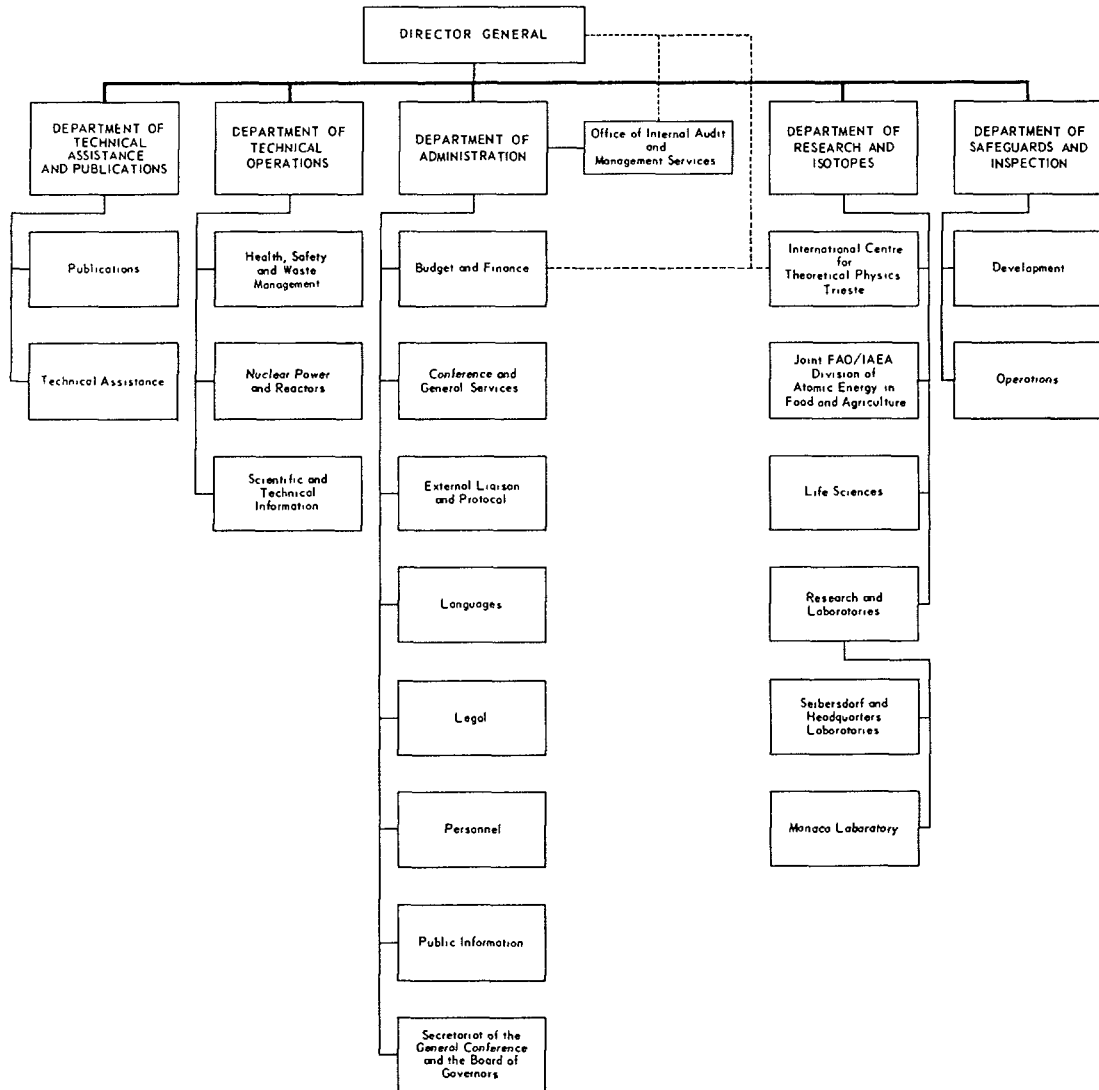 DIRECTOR GENERAL
DEPARTMENT OF
TECHNICAL
ASSISTANCE
AND PUBLICATIONS
DEPARTMENT OF
TECHNICAL
OPERATIONS
DEPARTMENT OF
ADMINISTRATION
Office of Internal Audit
and
Management Services
DEPARTMENT OF
RESEARCH AND
ISOTOPES
DEPARTMENT OF
SAFEGUARDS AND
INSPECTION
Publications
Technical Assistance
Health, Safety
and Waste
Management
Nuclear Power
and Reactors
Scientific and
Technical
Information
Budget and Finance
Conference and
General Services
External Liaison
and Protocol
Languages
Legal
Personnel
Public Information
Secretariat of the
General Conference
and the Board of
Governors
International Centre
for
Theoretical Physics
Trieste
Joint FAO/IAEA
Division of
Atomic Energy in
Food and Agriculture
Life Sciences
Research and
Laboratories
Seibersdorf and
Headquarters
Laboratories
Monaco Laboratory
Development
Operations